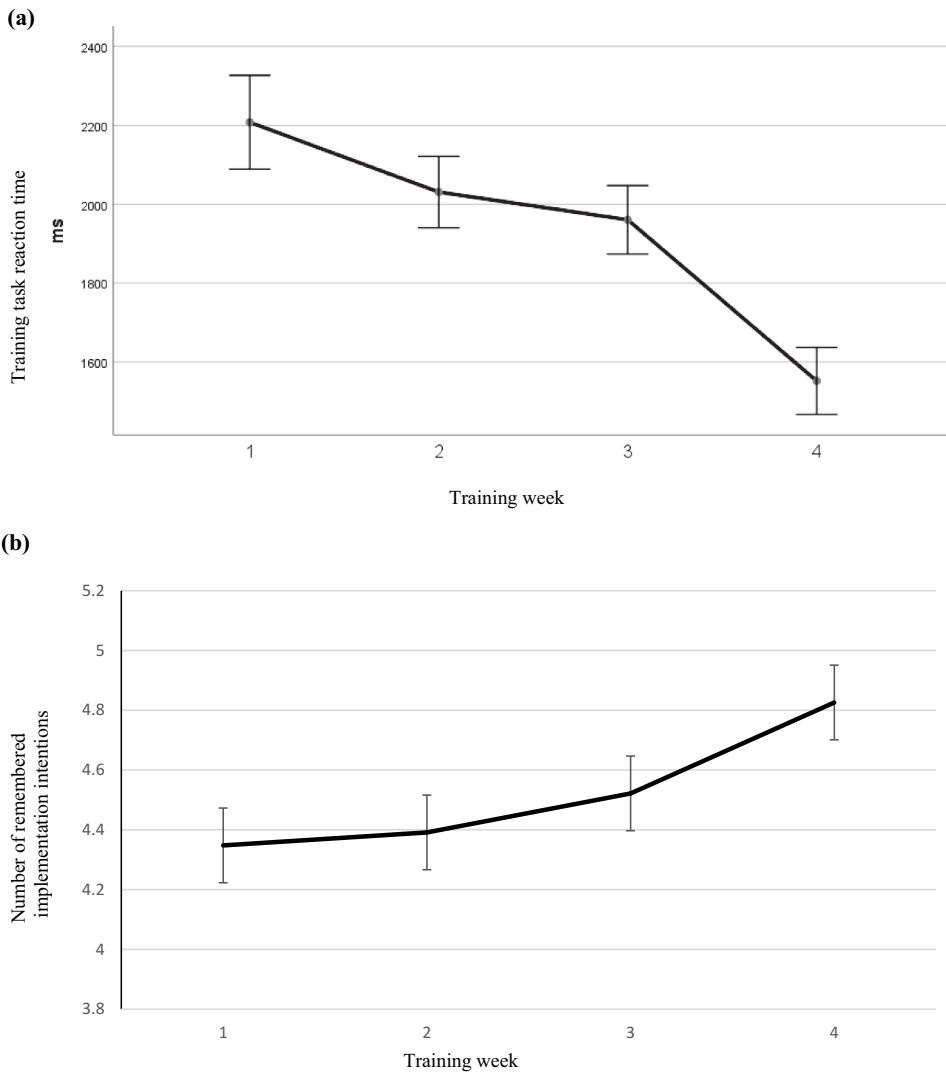 (a)
2400
2200
2000
1800
1600
Training task reaction time
ms
1
2
3
4
Training week
(b)
5.2
5
4.8
4.6
4.4
4.2
4
3.8
Number of remembered
implementation intentions
1
2
3
4
Training week